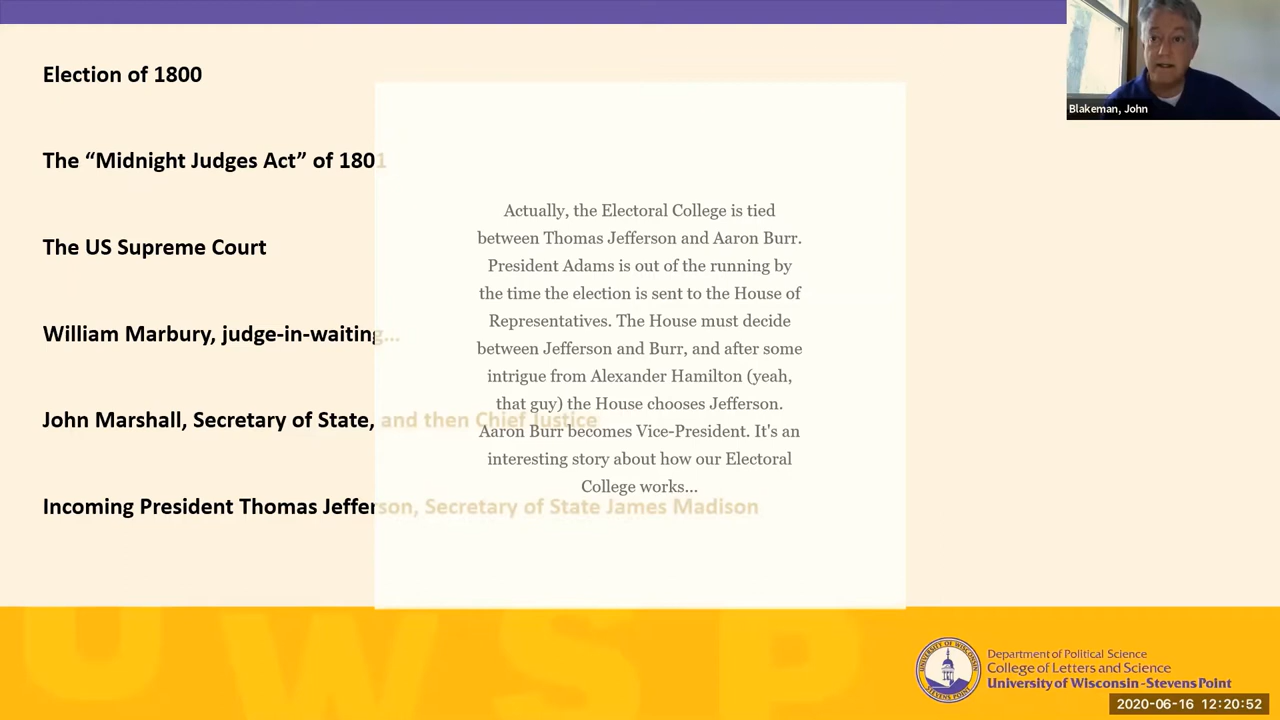 Election of 1800
The “Midnight Judges Act” of 1801
The US Supreme Court
William Marbury, judge-in-waiting...
John Marshall, Secretary of State, and then Chief Justice
Incoming President Thomas Jefferson, Secretary of State James Madison
Actually, the Electoral College is tied
between Thomas Jefferson and Aaron Burr.
President Adams is out of the running by
the time the election is sent to the House of
Representatives. The House must decide
between Jefferson and Burr, and after some
intrigue from Alexander Hamilton (yeah,
that guy) the House chooses Jefferson.
Aaron Burr becomes Vice-President. It's an
interesting story about how our Electoral
College works...
Blakeman, John
UWSP
UNIVERSITY OF WISCONSIN
STEVENS POINT
Department of Political Science
College of Letters and Science
University of Wisconsin - Stevens Point
2020-06-16 12:20:52